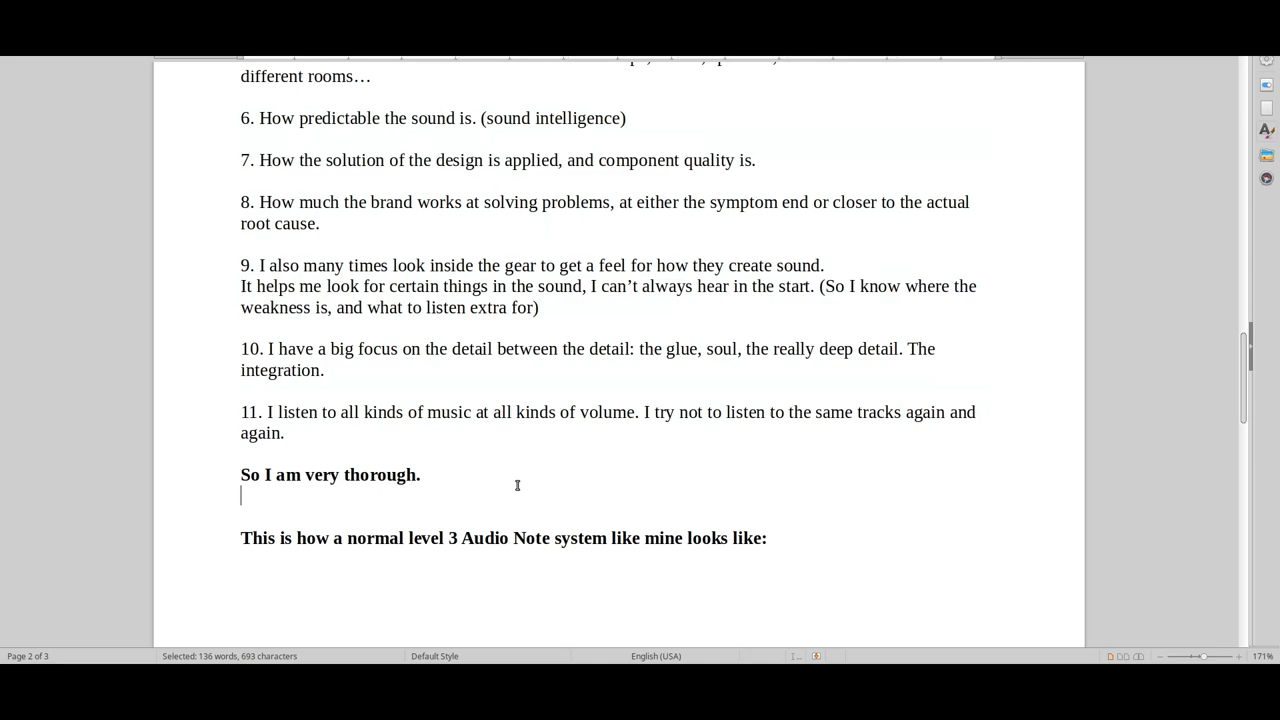 different rooms…
6. How predictable the sound is. (sound intelligence)
7. How the solution of the design is applied, and component quality is.
8. How much the brand works at solving problems, at either the symptom end or closer to the actual
root cause.
9. I also many times look inside the gear to get a feel for how they create sound.
It helps me look for certain things in the sound, I can’t always hear in the start. (So I know where the
weakness is, and what to listen extra for)
10. I have a big focus on the detail between the detail: the glue, soul, the really deep detail. The
integration.
11. I listen to all kinds of music at all kinds of volume. I try not to listen to the same tracks again and
again.
So I am very thorough.
This is how a normal level 3 Audio Note system like mine looks like:
Page 2 of 3 Selected: 136 words, 693 characters Default Style English (USA) 171%